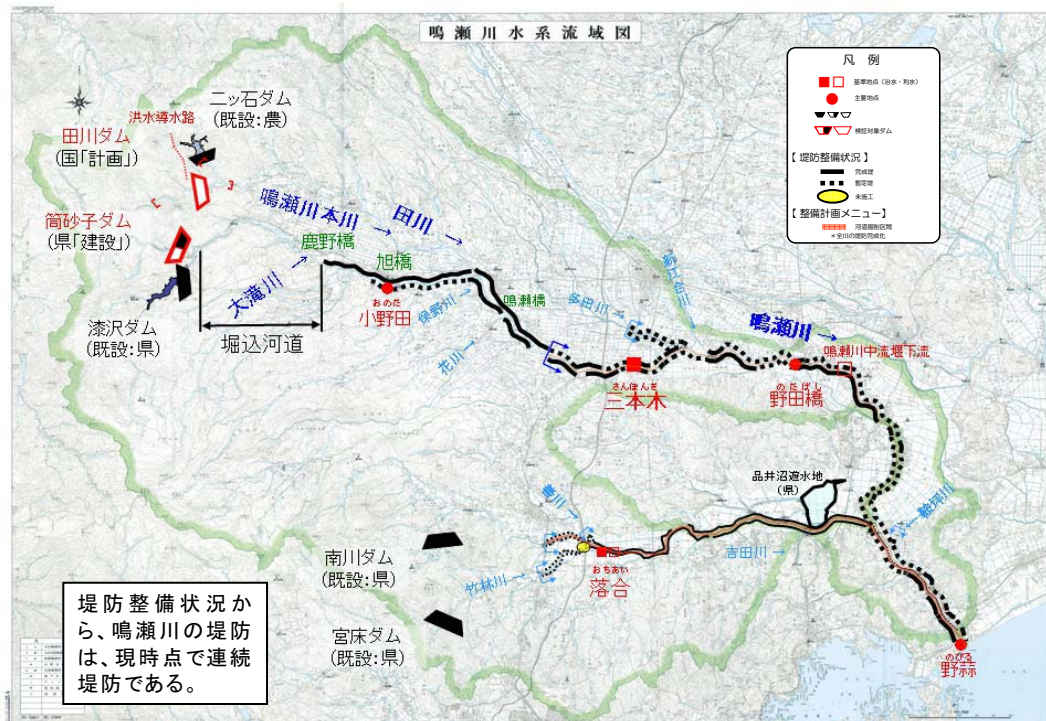 鳴瀬川水系流域図
凡 例
基準地点（治水・利水）
主要地点
検証対象ダム
【 堤防整備状況 】
完成堤
暫定堤
未施工
【 整備計画メニュー】
河道掘削区間
＊全川の堤防完成化
二ッ石ダム
（既設：農）
洪水導水路
田川ダム
（国「計画」）
筒砂子ダム
（県「建設」）
漆沢ダム
（既設：県）
大滝川 →
堀込河道
鳴瀬川本川 →
田川 →
鹿野橋
旭橋
おのだ
小野田
保野川 →
花川 →
鳴瀬橋
多田川 →
さんぼんぎ
三本木
鳴瀬川 →
のたばし
野田橋
鳴瀬川中流堰下流
品井沼遊水地
（県）
鞍坪川
吉田川 →
竹林川 →
おちあい
落合
南川ダム
（既設：県）
宮床ダム
（既設：県）
のびる
野蒜
堤防整備状況か
ら、鳴瀬川の堤防
は、現時点で連続
堤防である。